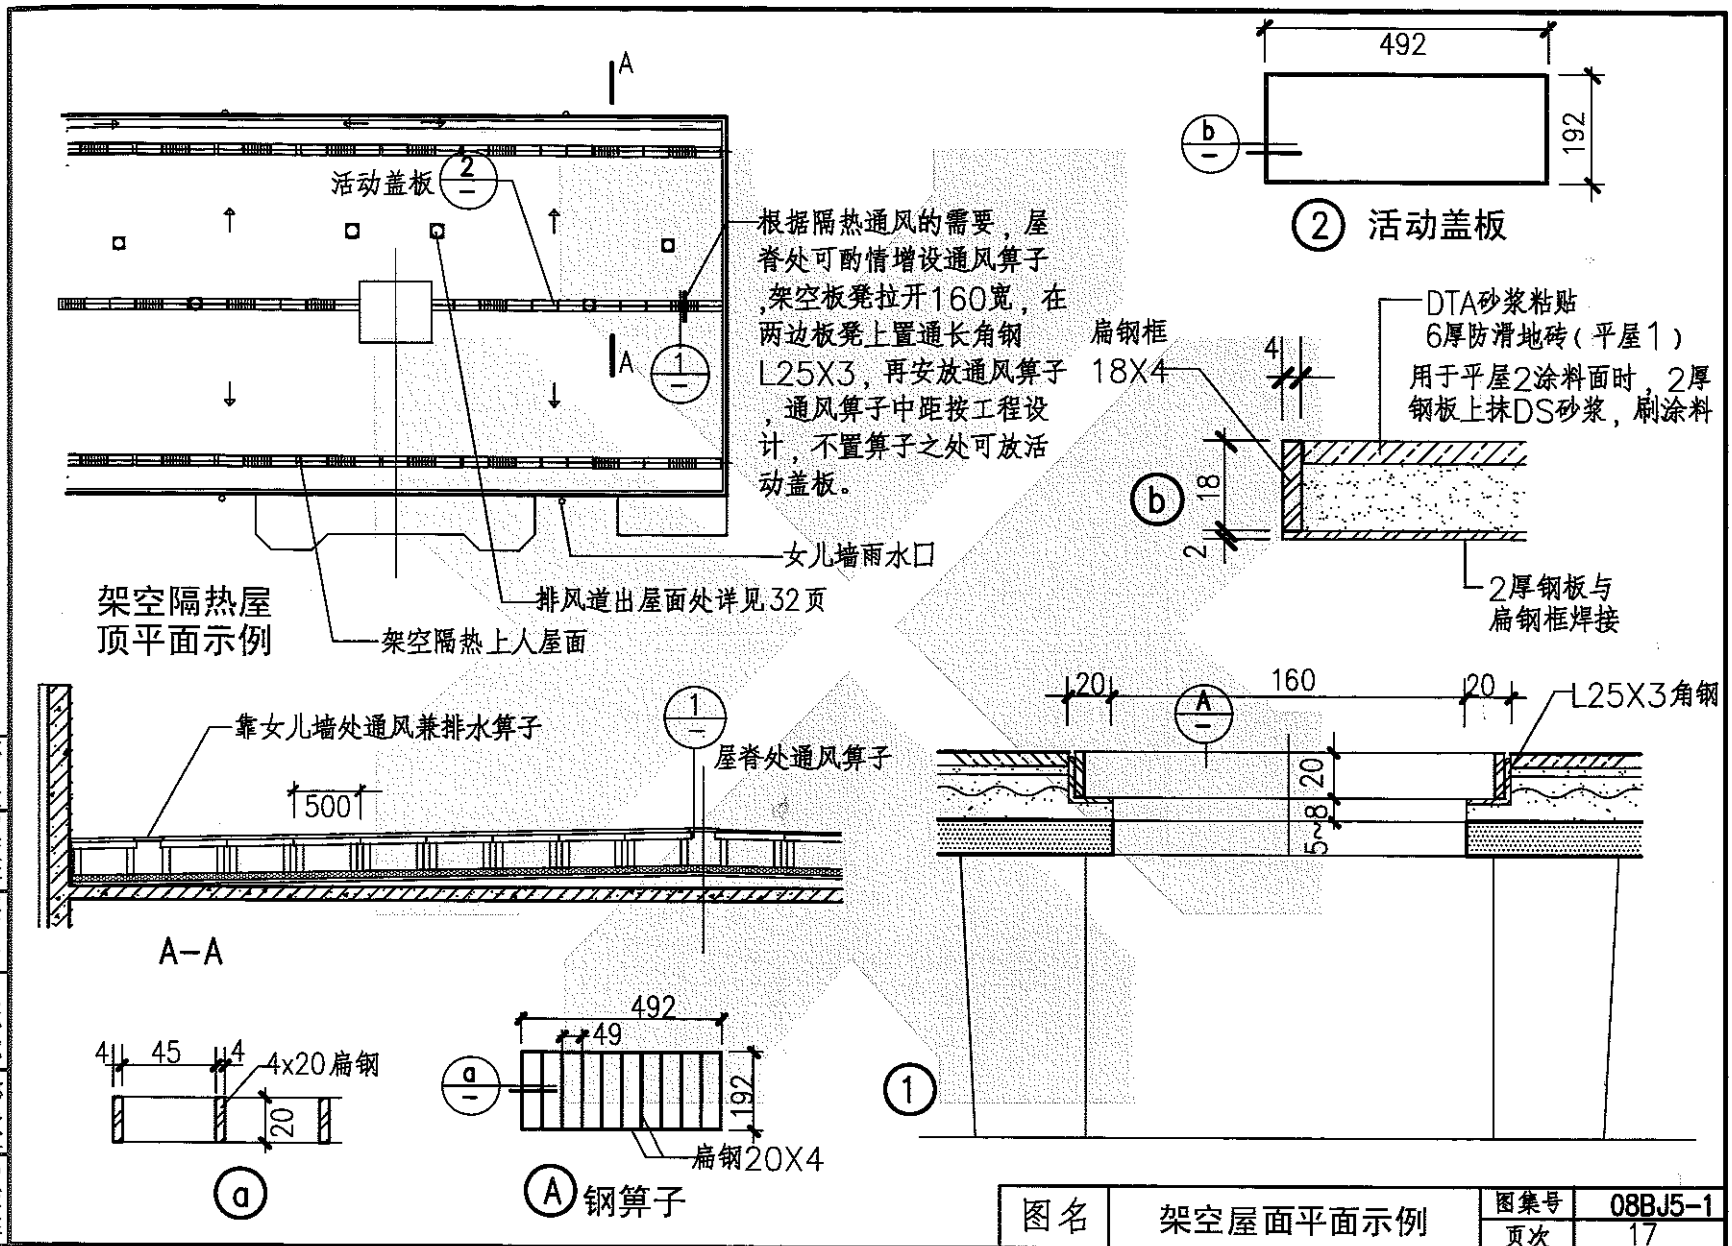 A
492
192
b
—
2 活动盖板
活动盖板
2
—
根据隔热通风的需要，屋
脊处可酌情增设通风箅子
，架空板凳拉开160宽，在
两边板凳上置通长角钢
L25X3，再安放通风箅子
，通风箅子中距按工程设
计，不置箅子之处可放活
动盖板。
A
1
—
女儿墙雨水口
排风道出屋面处详见32页
架空隔热上人屋面
架空隔热屋
顶平面示例
DTA砂浆粘贴
6厚防滑地砖(平屋1)
用于平屋2涂料面时，2厚
钢板上抹DS砂浆，刷涂料
扁钢框
18X4
4
18
2
b
2厚钢板与
扁钢框焊接
靠女儿墙处通风兼排水箅子
500
1
—
屋脊处通风箅子
A-A
20
160
20
A
—
L25X3角钢
20
5~8
1
4
45
4
4x20扁钢
20
a
492
49
192
a
—
扁钢20X4
A 钢箅子
图名
架空屋面平面示例
图集号
08BJ5-1
页次
17